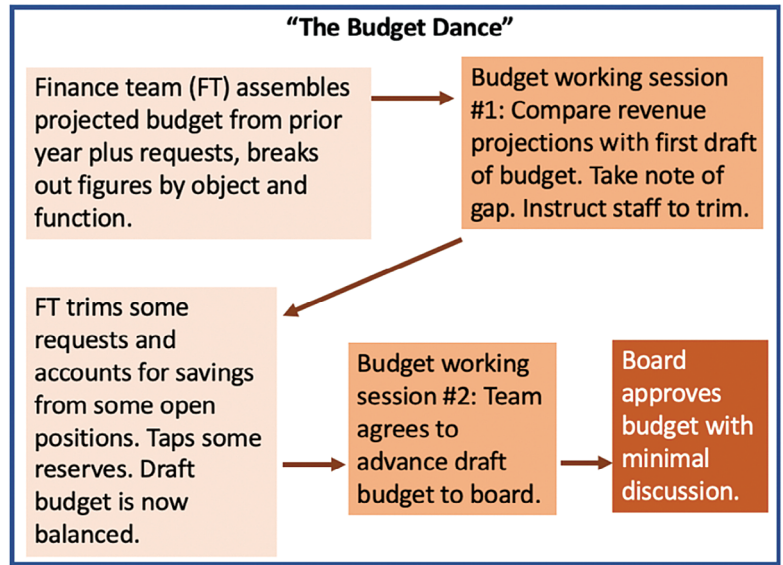 “The Budget Dance”
Finance team (FT) assembles
projected budget from prior
year plus requests, breaks
out figures by object and
function.
Budget working session
#1: Compare revenue
projections with first draft
of budget. Take note of
gap. Instruct staff to trim.
FT trims some
requests and
accounts for savings
from some open
positions. Taps some
reserves. Draft
budget is now
balanced.
Budget working
session #2: Team
agrees to
advance draft
budget to board.
Board
approves
budget with
minimal
discussion.